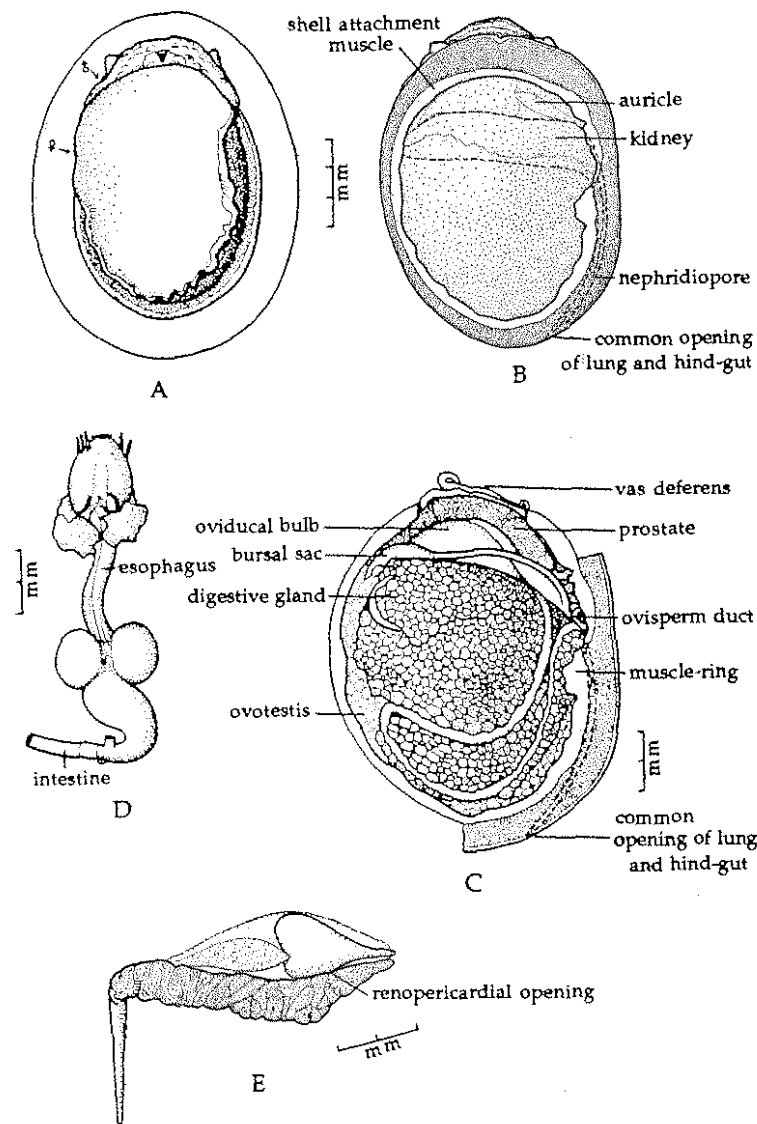 shell attachment
muscle
auricle
kidney
nephridiopore
common opening
of lung and hind-gut
mm
A
B
esophagus
mm
intestine
D
vas deferens
oviducal bulb
prostate
bursal sac
digestive gland
ovisperm duct
muscle-ring
ovotestis
mm
common
opening of lung
and hind-gut
C
renopericardial opening
mm
E